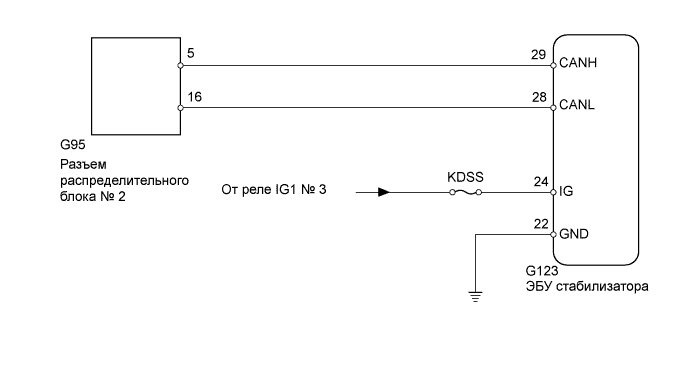 5
29
CANH
16
28
CANL
G95
Разъем
распределительного
блока № 2
От реле IG1 № 3
KDSS
24
IG
22
GND
G123
ЭБУ стабилизатора